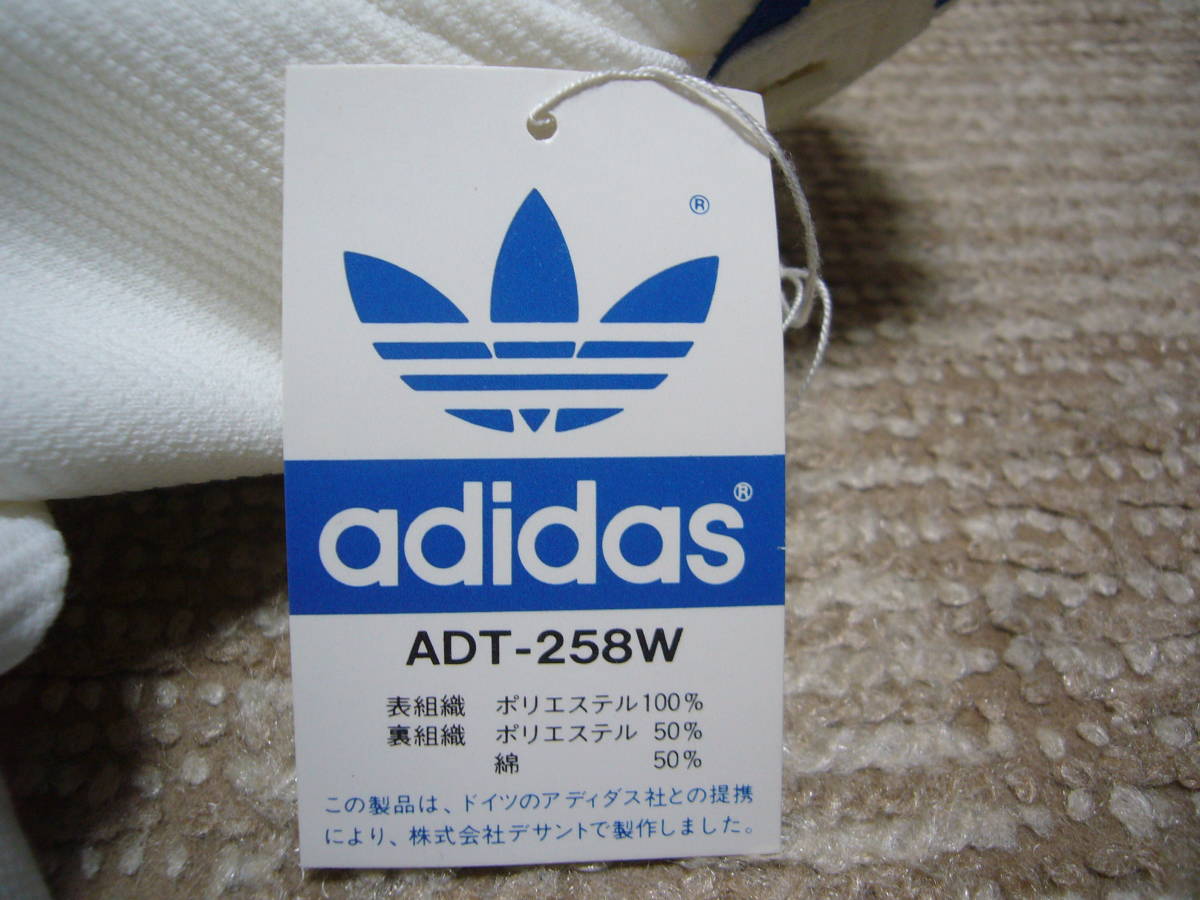 ®
adidas®
ADT-258W
表組織 ポリエステル100%
裏組織 ポリエステル 50%
綿 50%
この製品は、ドイツのアディダス社との提携
により、株式会社デサントで製作しました。